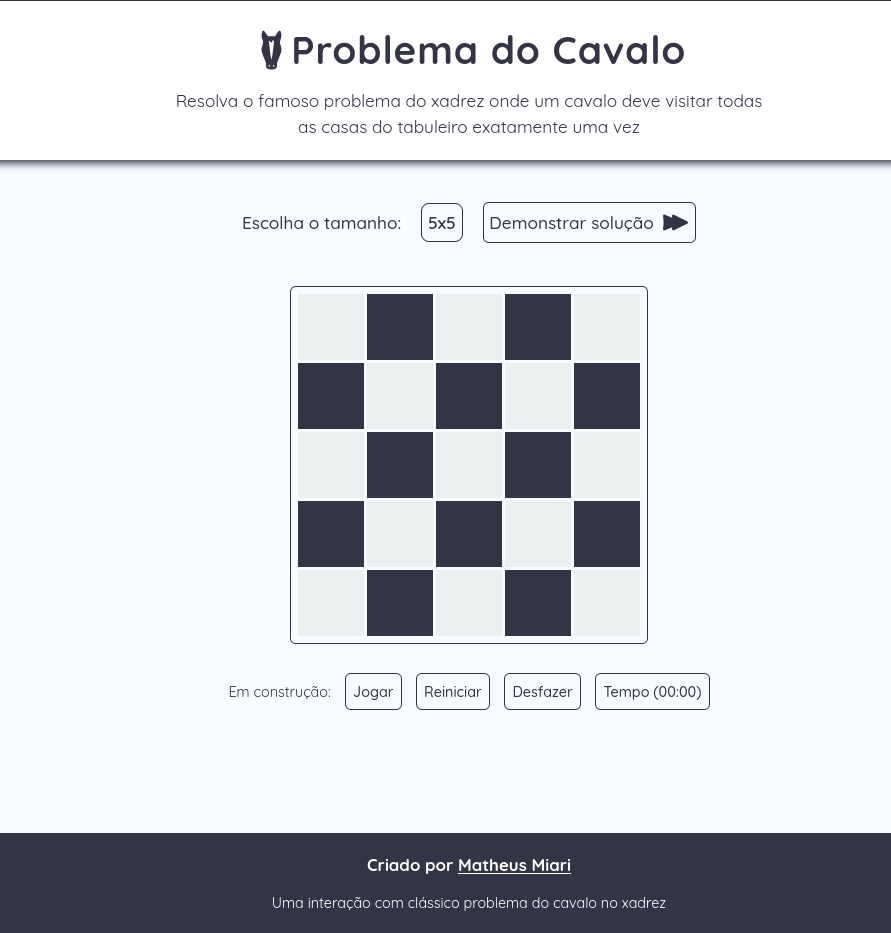 Problema do Cavalo
Resolva o famoso problema do xadrez onde um cavalo deve visitar todas
as casas do tabuleiro exatamente uma vez
Escolha o tamanho: 5x5 Demonstrar solução
Em construção: Jogar Reiniciar Desfazer Tempo (00:00)
Criado por Matheus Miari
Uma interação com clássico problema do cavalo no xadrez